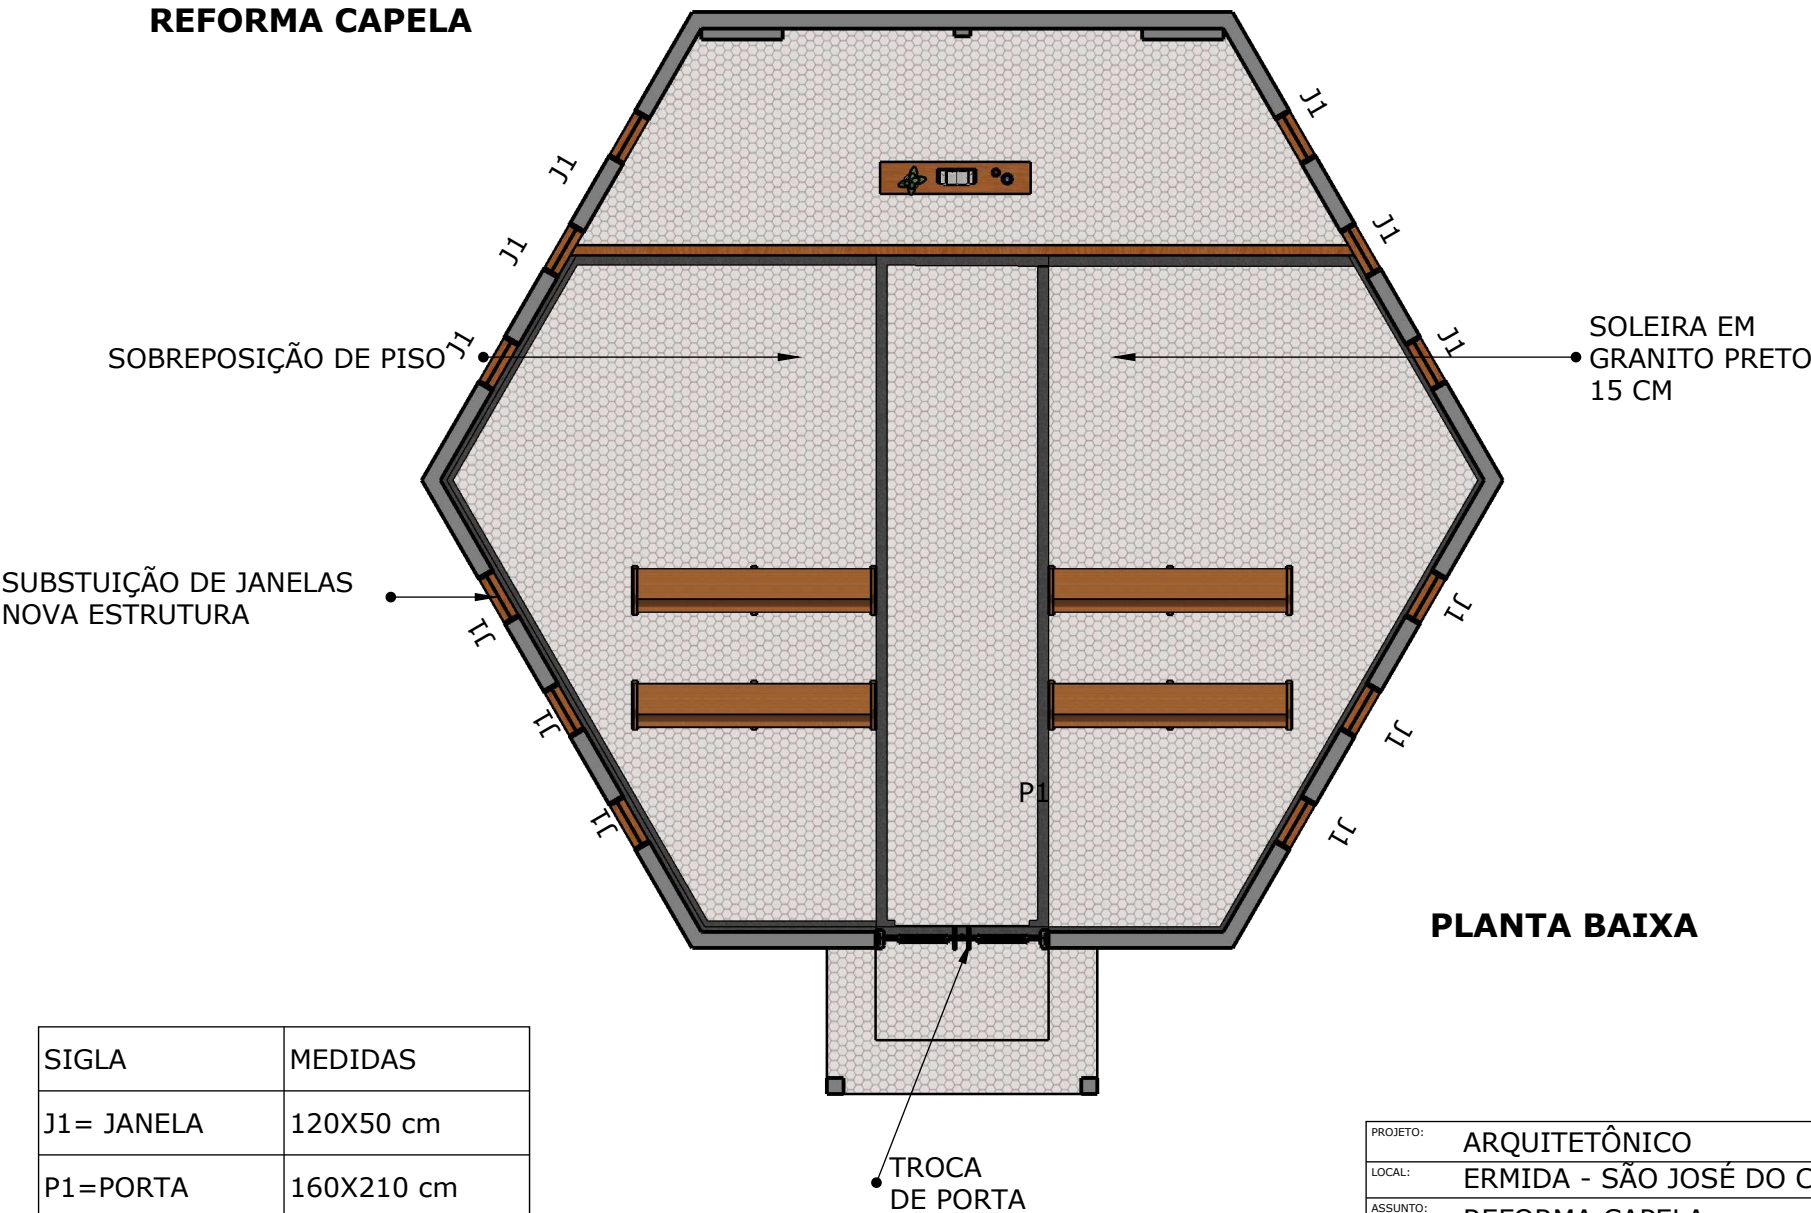 REFORMA CAPELA
J1
J1
J1
J1
J1
J1
SOBREPOSIÇÃO DE PISO
SOLEIRA EM
GRANITO PRETO
15 CM
SUBSTUIÇÃO DE JANELAS
NOVA ESTRUTURA
J1
J1
J1
J1
J1
J1
P1
PLANTA BAIXA
SIGLA MEDIDAS
J1= JANELA 120X50 cm
P1=PORTA 160X210 cm
TROCA
DE PORTA
PROJETO: ARQUITETÔNICO
LOCAL: ERMIDA - SÃO JOSÉ DO
ASSUNTO: REFORMA CAPELA